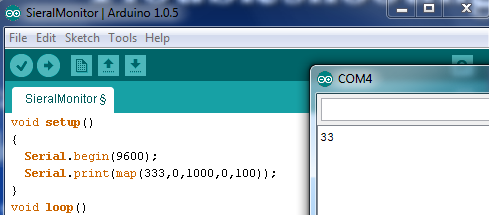 SieralMonitor | Arduino 1.0.5
File Edit Sketch Tools Help
COM4
SieralMonitor §
33
void setup()
{
Serial.begin(9600);
Serial.print(map(333,0,1000,0,100));
}
void loop()